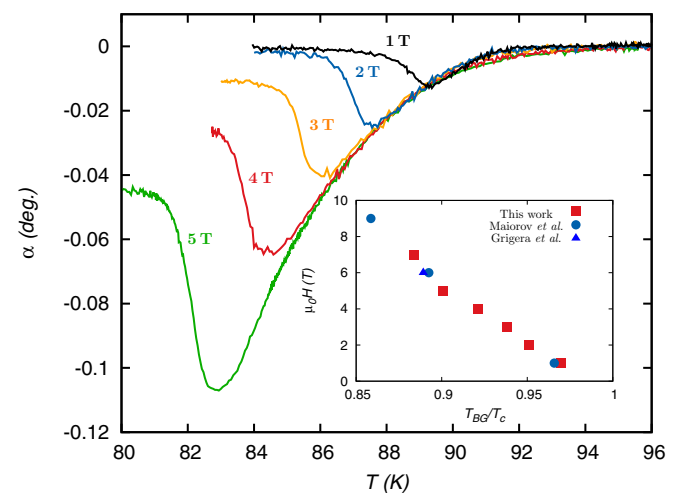 0
-0.02
-0.04
-0.06
-0.08
-0.1
-0.12
80 82 84 86 88 90 92 94 96
α (deg.)
T (K)
1 T
2 T
3 T
4 T
5 T
10
8
6
4
2
0
0.85 0.9 0.95 1
μ₀H (T)
T_BG/T_c
This work
Maiorov et al.
Grigera et al.